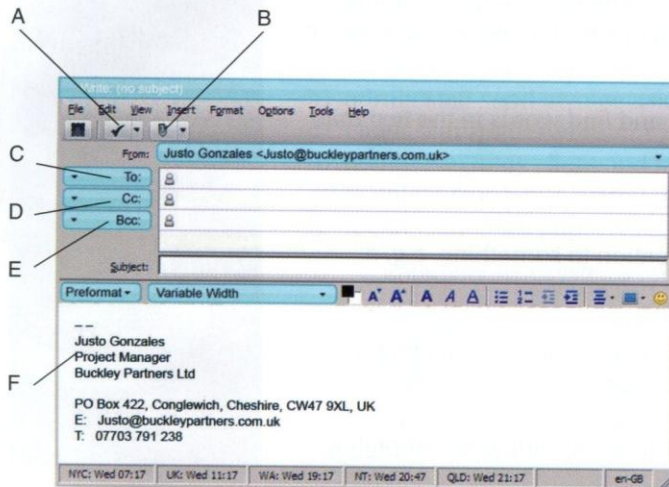 A
B
Write: (no subject)
File Edit View Insert Format Options Tools Help
From: Justo Gonzales <Justo@buckleypartners.com.uk>
C
To:
D
Cc:
Bcc:
E
Subject:
Preformat Variable Width A A A A A
Justo Gonzales
Project Manager
F
Buckley Partners Ltd
PO Box 422, Conglewich, Cheshire, CW47 9XL, UK
E: Justo@buckleypartners.com.uk
T: 07703 791 238
NYC: Wed 07:17 UK: Wed 11:17 WA: Wed 19:17 NT: Wed 20:47 QLD: Wed 21:17 en-GB